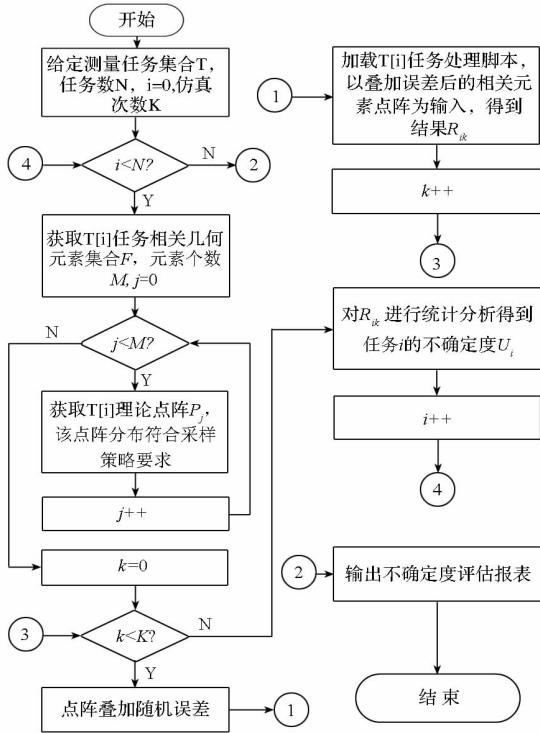 开始
给定测量任务集合T，
任务数N，i=0,仿真
次数K
4
i<N?
N
2
Y
获取T[i]任务相关几何
元素集合F，元素个数
M,j=0
N
j<M?
Y
获取T[i]理论点阵Pj，
该点阵分布符合采样
策略要求
j++
k=0
3
k<K?
N
Y
点阵叠加随机误差
1
1
加载T[i]任务处理脚本，
以叠加误差后的相关元
素点阵为输入，得到
结果Rik
k++
3
对Rik进行统计分析得到
任务i的不确定度Ui
i++
4
2
输出不确定度评估报表
结 束